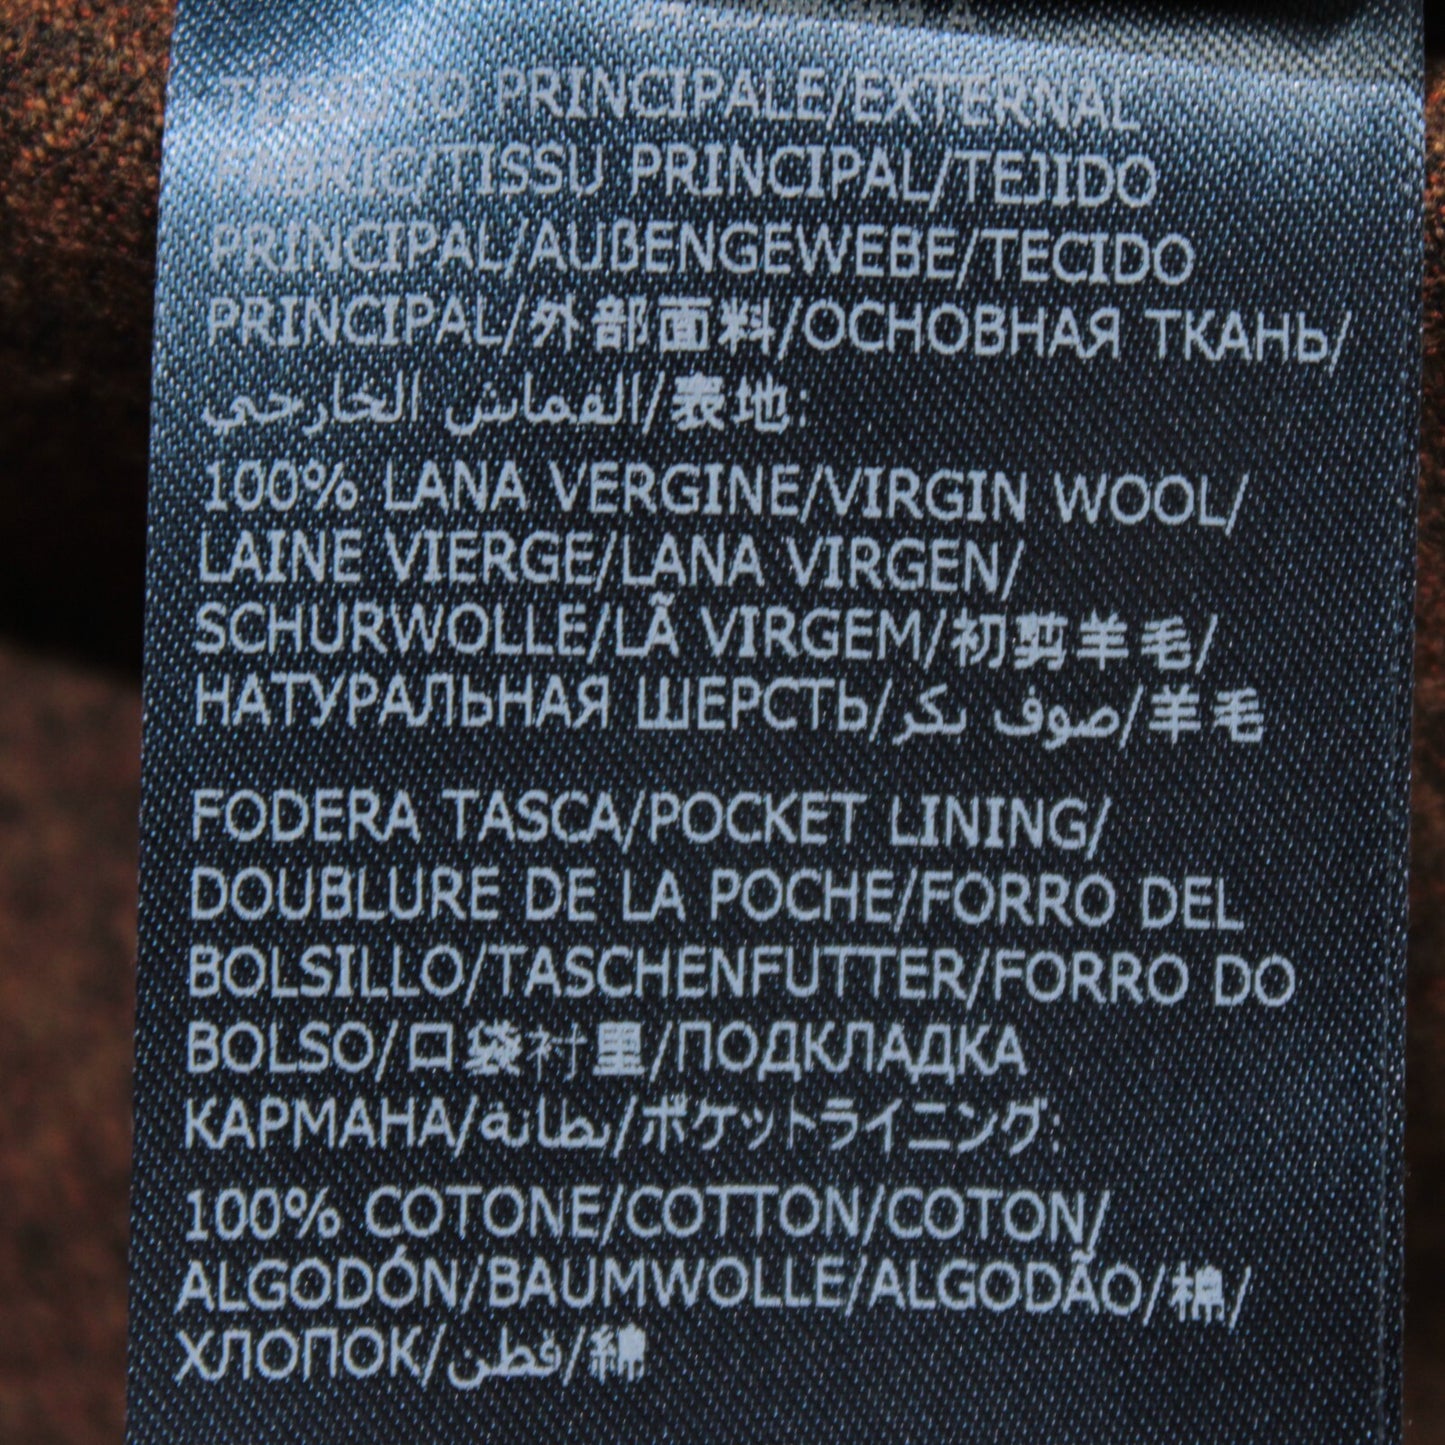 TESSUTO PRINCIPALE/EXTERNAL
FABRIC/TISSU PRINCIPAL/TEJIDO
PRINCIPAL/AUßENGEWEBE/TECIDO
PRINCIPAL/外部面料/ОСНОВНАЯ ТКАНЬ/
القماش الخارجي/表地:
100% LANA VERGINE/VIRGIN WOOL/
LAINE VIERGE/LANA VIRGEN/
SCHURWOLLE/LÃ VIRGEM/初剪羊毛/
НАТУРАЛЬНАЯ ШЕРСТЬ/صوف بكر/羊毛
FODERA TASCA/POCKET LINING/
DOUBLURE DE LA POCHE/FORRO DEL
BOLSILLO/TASCHENFUTTER/FORRO DO
BOLSO/口袋衬里/ПОДКЛАДКА
КАРМАНА/بطانة/ポケットライニング:
100% COTONE/COTTON/COTON/
ALGODÓN/BAUMWOLLE/ALGODÃO/棉/
ХЛОПОК/قطن/綿